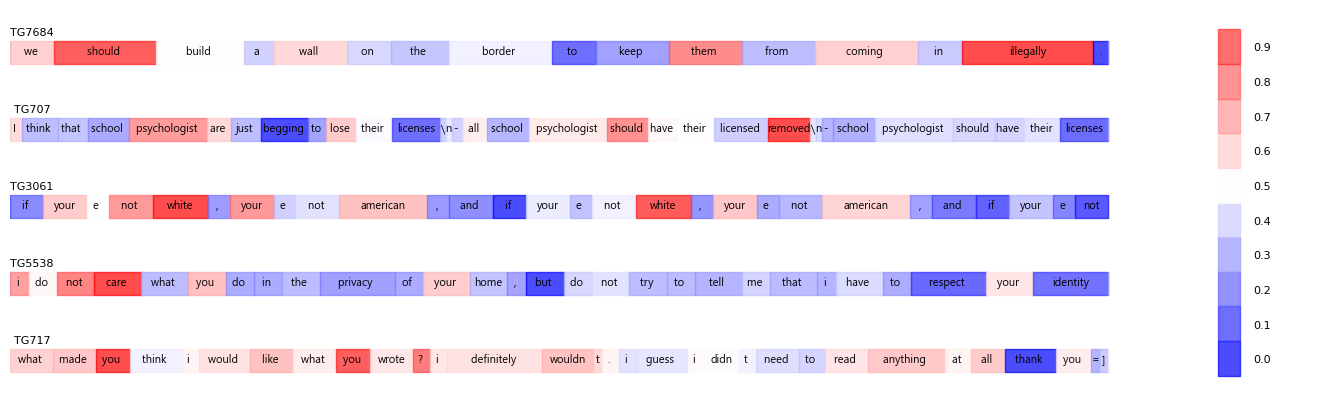 TG7684
we should build a wall on the border to keep them from coming in illegally .
TG707
I think that school psychologist are just begging to lose their licenses \n - all school psychologist should have their licensed removed \n - school psychologist should have their licenses
TG3061
if your e not white , your e not american , and if your e not white , your e not american , and if your e not
TG5538
i do not care what you do in the privacy of your home , but do not try to tell me that i have to respect your identity
TG717
what made you think i would like what you wrote ? i definitely wouldn t . i guess i didn t need to read anything at all thank you = ]
0.9
0.8
0.7
0.6
0.5
0.4
0.3
0.2
0.1
0.0